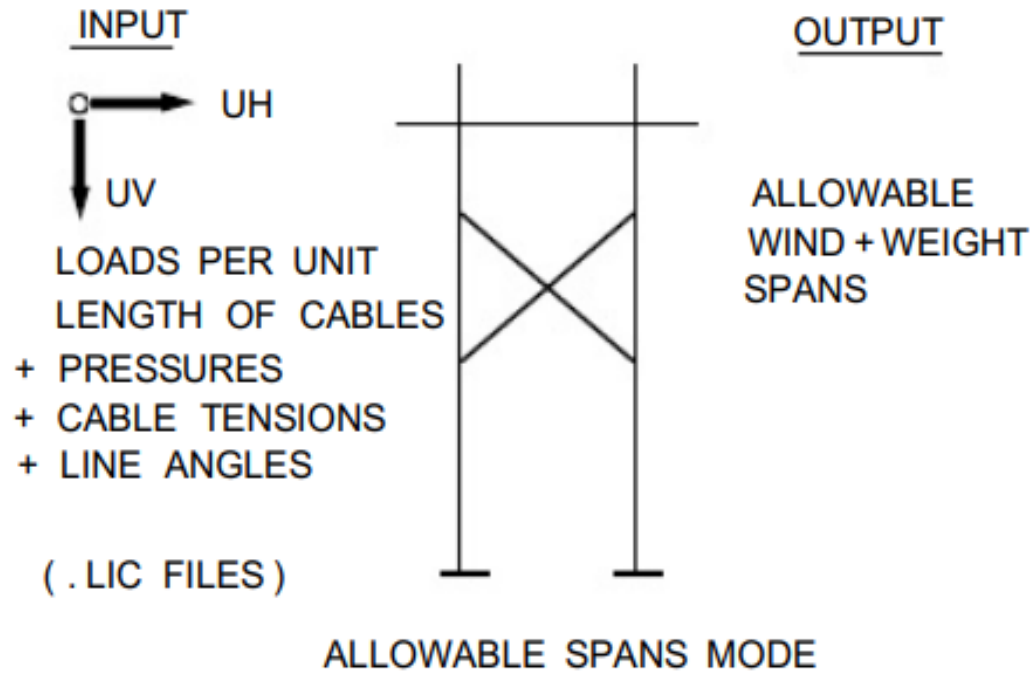 INPUT
OUTPUT
UH
UV
LOADS PER UNIT
LENGTH OF CABLES
+ PRESSURES
+ CABLE TENSIONS
+ LINE ANGLES
( . LIC FILES )
ALLOWABLE
WIND + WEIGHT
SPANS
ALLOWABLE SPANS MODE